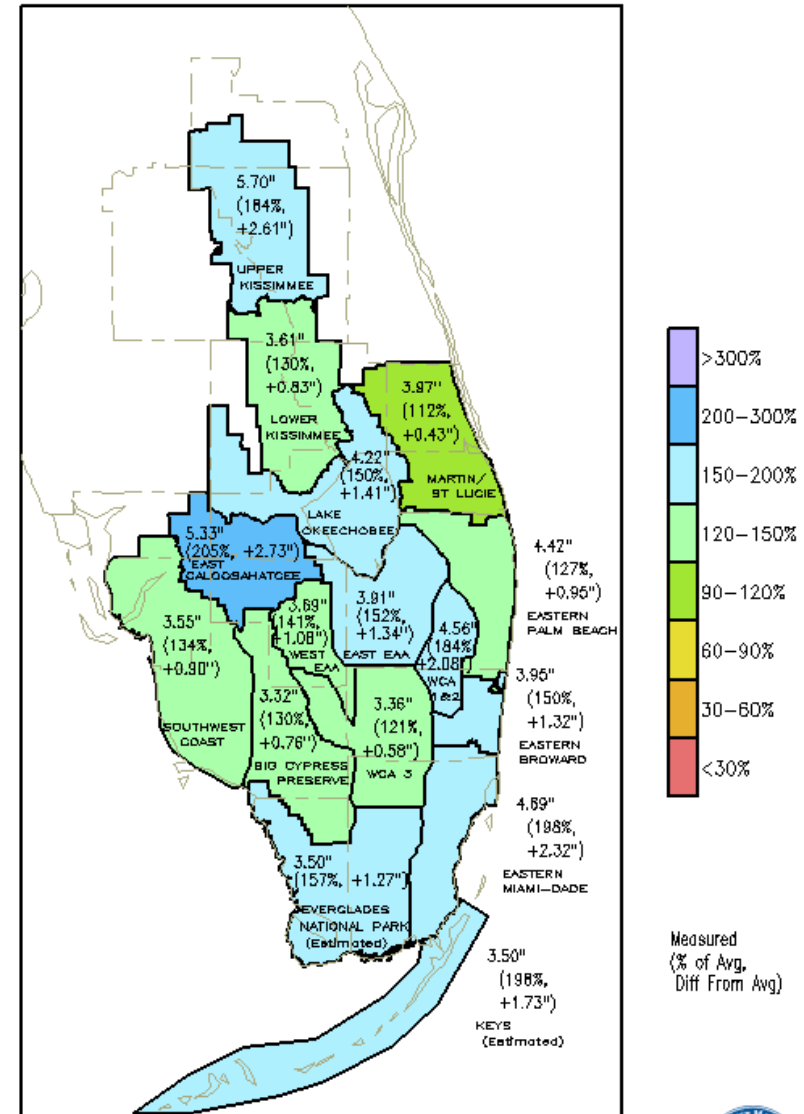 5.70"
(184%,
+2.61")
UPPER
KISSIMMEE
3.61"
(130%,
+0.83")
LOWER
KISSIMMEE
3.97"
(112%,
+0.43")
MARTIN/
ST LUCIE
4.22"
(150%,
+1.41")
LAKE
OKEECHOBEE
5.33"
(205%, +2.73")
EAST
CALOOSAHATCEE
4.42"
(127%,
+0.95")
EASTERN
PALM BEACH
3.55"
(134%,
+0.90")
SOUTHWEST
COAST
3.69"
(141%,
+1.08")
WEST
EAA
3.91"
(152%,
+1.34")
EAST EAA
4.56"
(184%
+2.08"
WCA
1&2
3.32"
(130%,
+0.76")
BIG CYPRESS
PRESERVE
3.36"
(121%,
+0.58")
WCA 3
3.95"
(150%,
+1.32")
EASTERN
BROWARD
4.69"
(198%,
+2.32")
EASTERN
MIAMI-DADE
3.50"
(157%, +1.27")
EVERGLADES
NATIONAL PARK
(Estimated)
3.50"
(198%,
+1.73")
KEYS
(Estimated)
>300%
200-300%
150-200%
120-150%
90-120%
60-90%
30-60%
<30%
Measured
(% of Avg,
Diff From Avg)